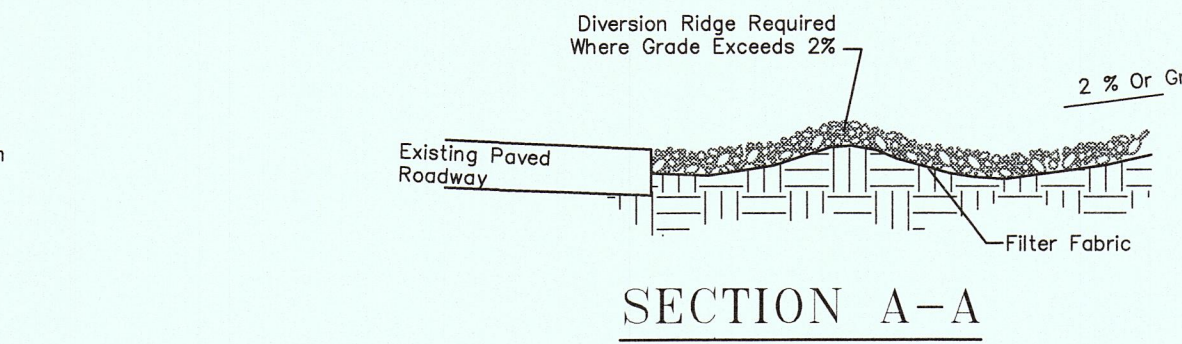 Diversion Ridge Required
Where Grade Exceeds 2%
2 % Or
Existing Paved
Roadway
Filter Fabric
SECTION A-A